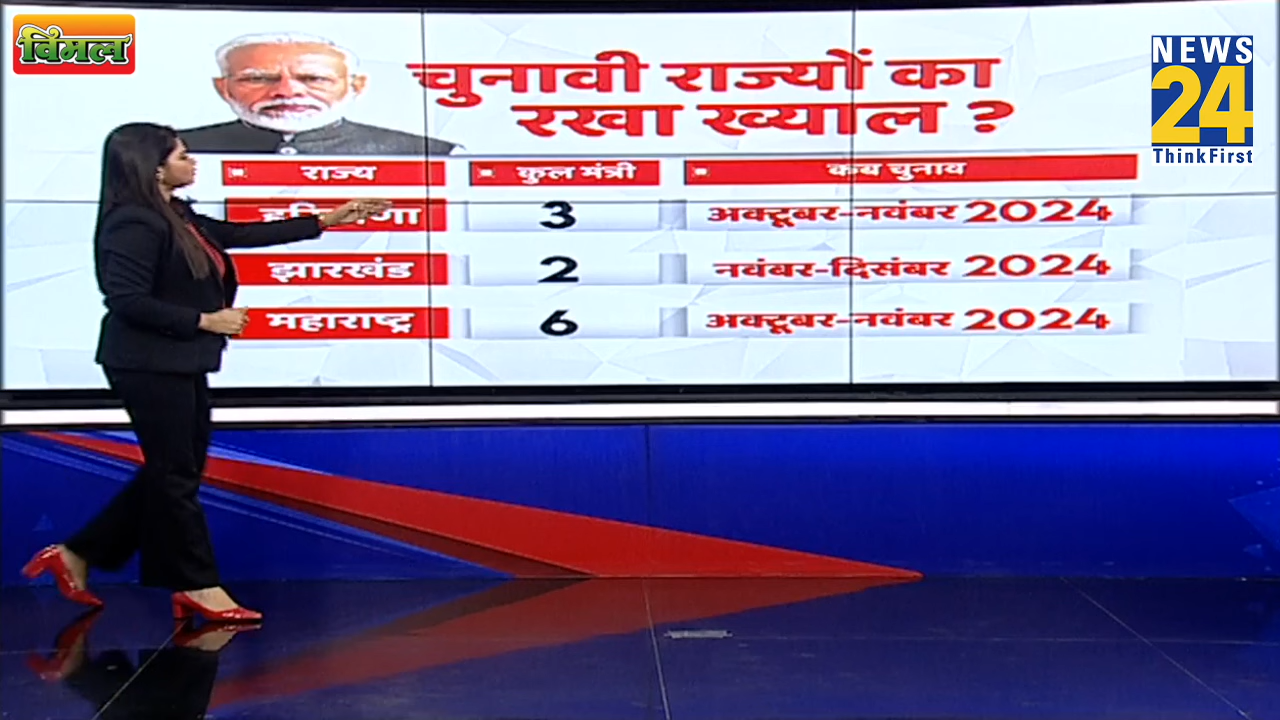 विमल
NEWS
24
ThinkFirst
चुनावी राज्यों का
रखा ख्याल ?
राज्य कुल मंत्री कब चुनाव
3 अक्टूबर-नवंबर 2024
झारखंड 2 नवंबर-दिसंबर 2024
महाराष्ट्र 6 अक्टूबर-नवंबर 2024